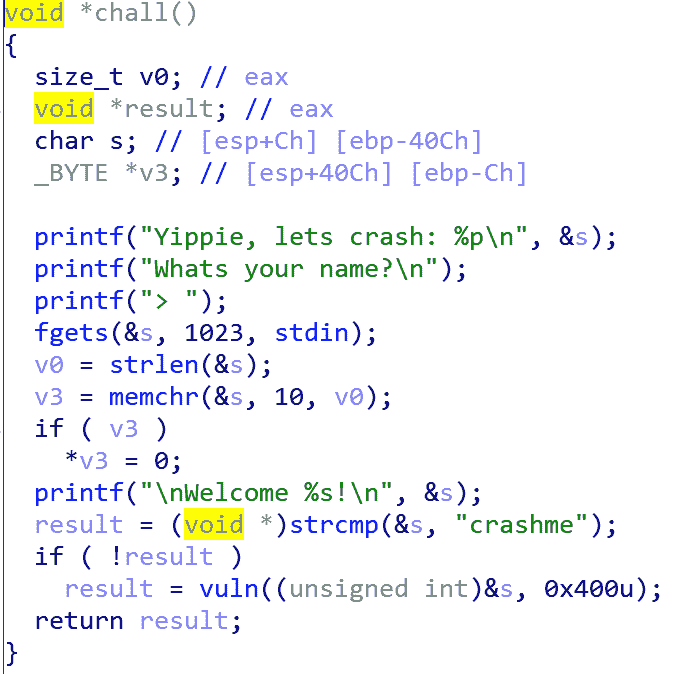 void *chall()
{
  size_t v0; // eax
  void *result; // eax
  char s; // [esp+Ch] [ebp-40Ch]
  _BYTE *v3; // [esp+40Ch] [ebp-Ch]

  printf("Yippie, lets crash: %p\n", &s);
  printf("Whats your name?\n");
  printf("> ");
  fgets(&s, 1023, stdin);
  v0 = strlen(&s);
  v3 = memchr(&s, 10, v0);
  if ( v3 )
    *v3 = 0;
  printf("\nWelcome %s!\n", &s);
  result = (void *)strcmp(&s, "crashme");
  if ( !result )
    result = vuln((unsigned int)&s, 0x400u);
  return result;
}